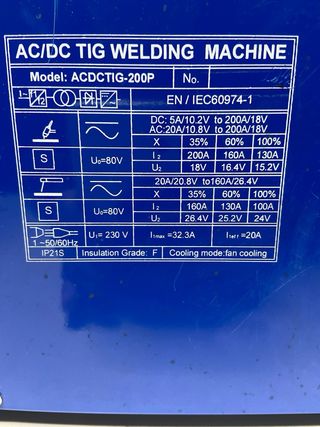 AC/DC TIG WELDING MACHINE
Model: ACDCTIG-200P No.
1~ f1 f2 EN / IEC60974-1
DC: 5A/10.2V to 200A/18V
AC:20A/10.8V to 200A/18V
X 35% 60% 100%
S U₀=80V I₂ 200A 160A 130A
U₂ 18V 16.4V 15.2V
20A/20.8V to160A/26.4V
X 35% 60% 100%
S U₀=80V I₂ 160A 130A 100A
U₂ 26.4V 25.2V 24V
1~50/60Hz U₁= 230 V I₁max =32.3A I₁eff =20A
IP21S Insulation Grade: F Cooling mode:fan cooling